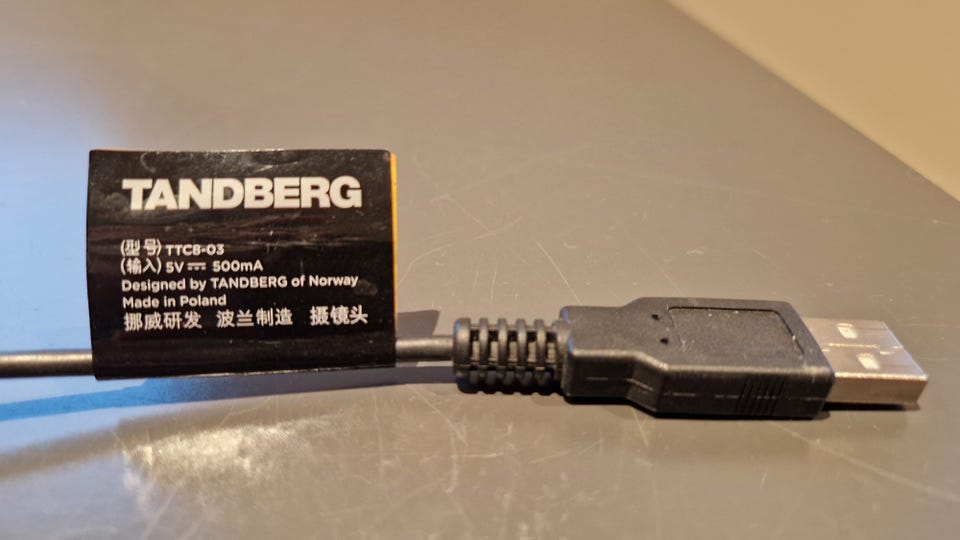 TANDBERG
(型号) TTC8-03
(输入) 5V ⎓ 500mA
Designed by TANDBERG of Norway
Made in Poland
挪威研发 波兰制造 摄镜头